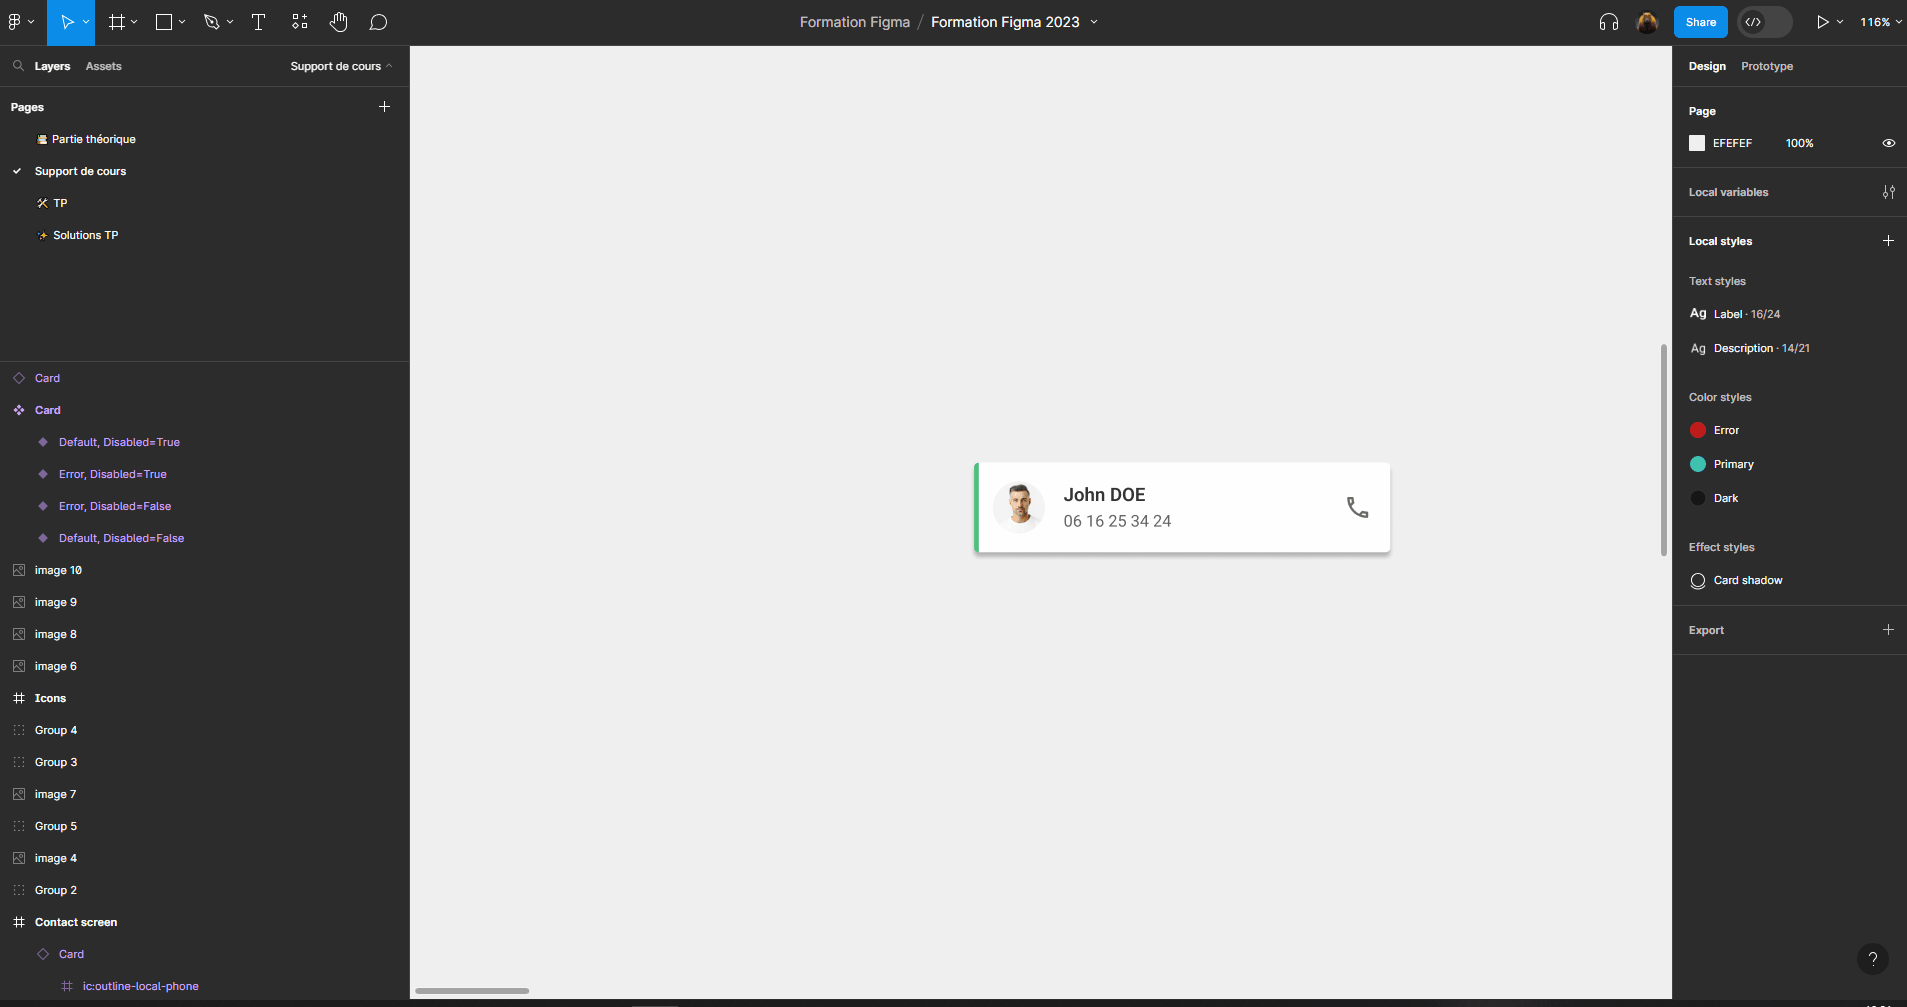 Formation Figma / Formation Figma 2023
Share
</>
116%
Layers
Assets
Support de cours
Pages
Partie théorique
Support de cours
TP
Solutions TP
Card
Card
Default, Disabled=True
Error, Disabled=True
Error, Disabled=False
Default, Disabled=False
image 10
image 9
image 8
image 6
Icons
Group 4
Group 3
image 7
Group 5
image 4
Group 2
Contact screen
Card
ic:outline-local-phone
John DOE
06 16 25 34 24
Design
Prototype
Page
EFEFEF
100%
Local variables
Local styles
Text styles
Ag Label · 16/24
Ag Description · 14/21
Color styles
Error
Primary
Dark
Effect styles
Card shadow
Export
?